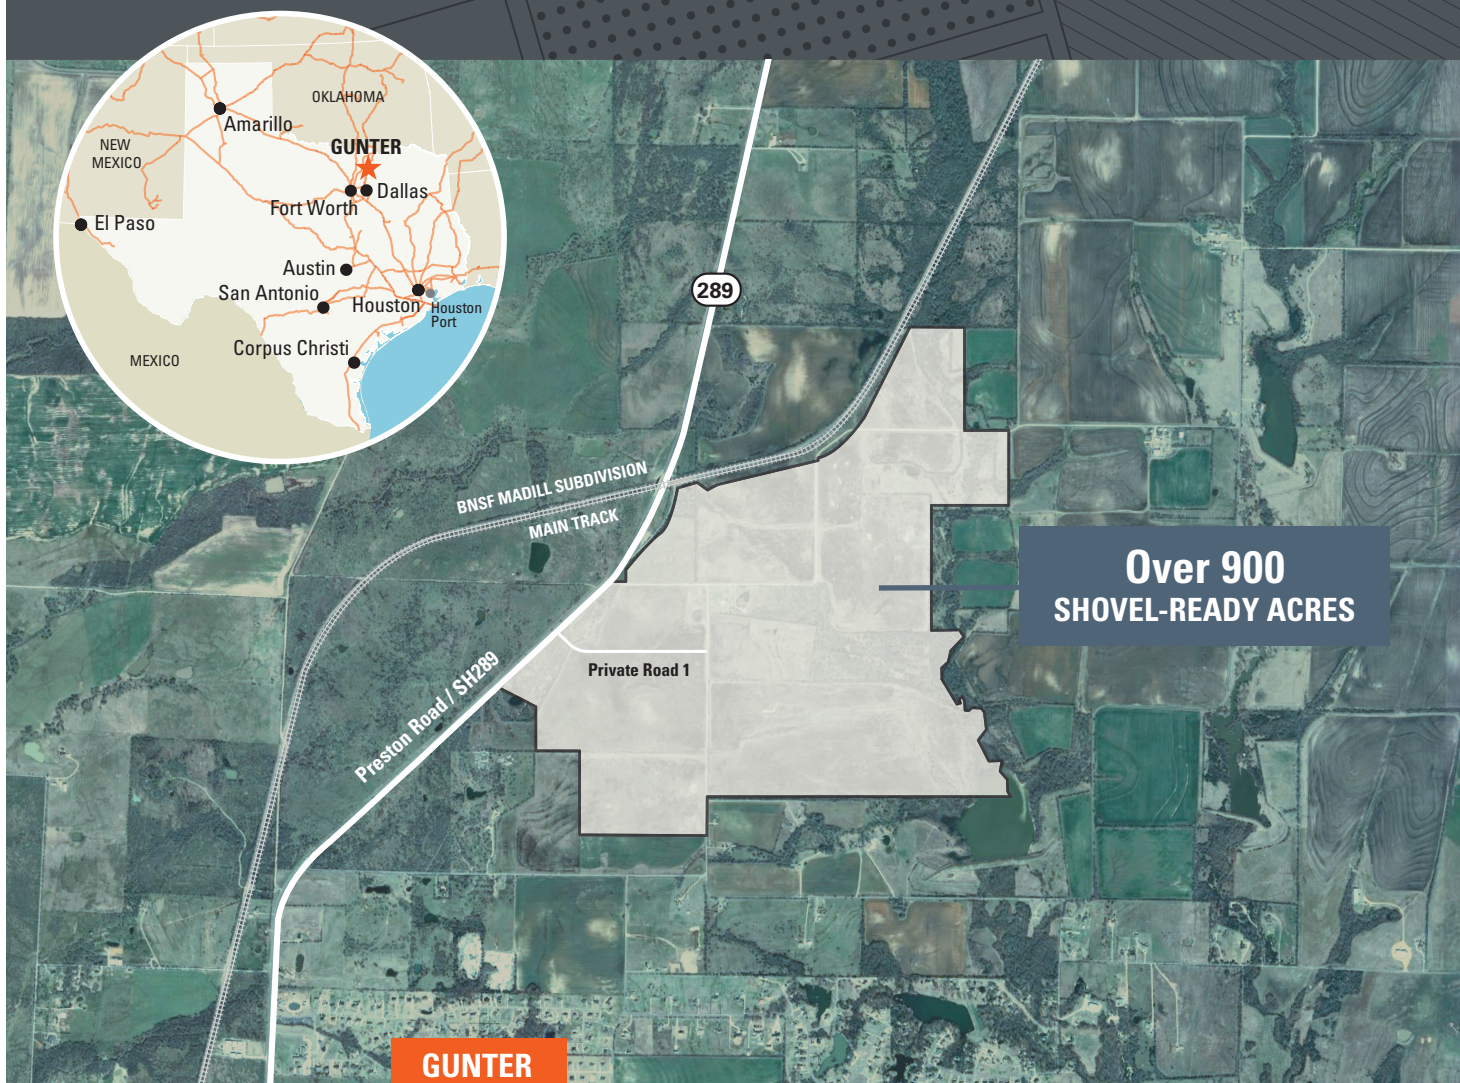 OKLAHOMA
Amarillo
NEW
MEXICO
GUNTER
Dallas
Fort Worth
El Paso
Austin
San Antonio
Houston
Houston
Port
Corpus Christi
MEXICO
289
BNSF MADILL SUBDIVISION
MAIN TRACK
Over 900
SHOVEL-READY ACRES
Private Road 1
Preston Road / SH289
GUNTER